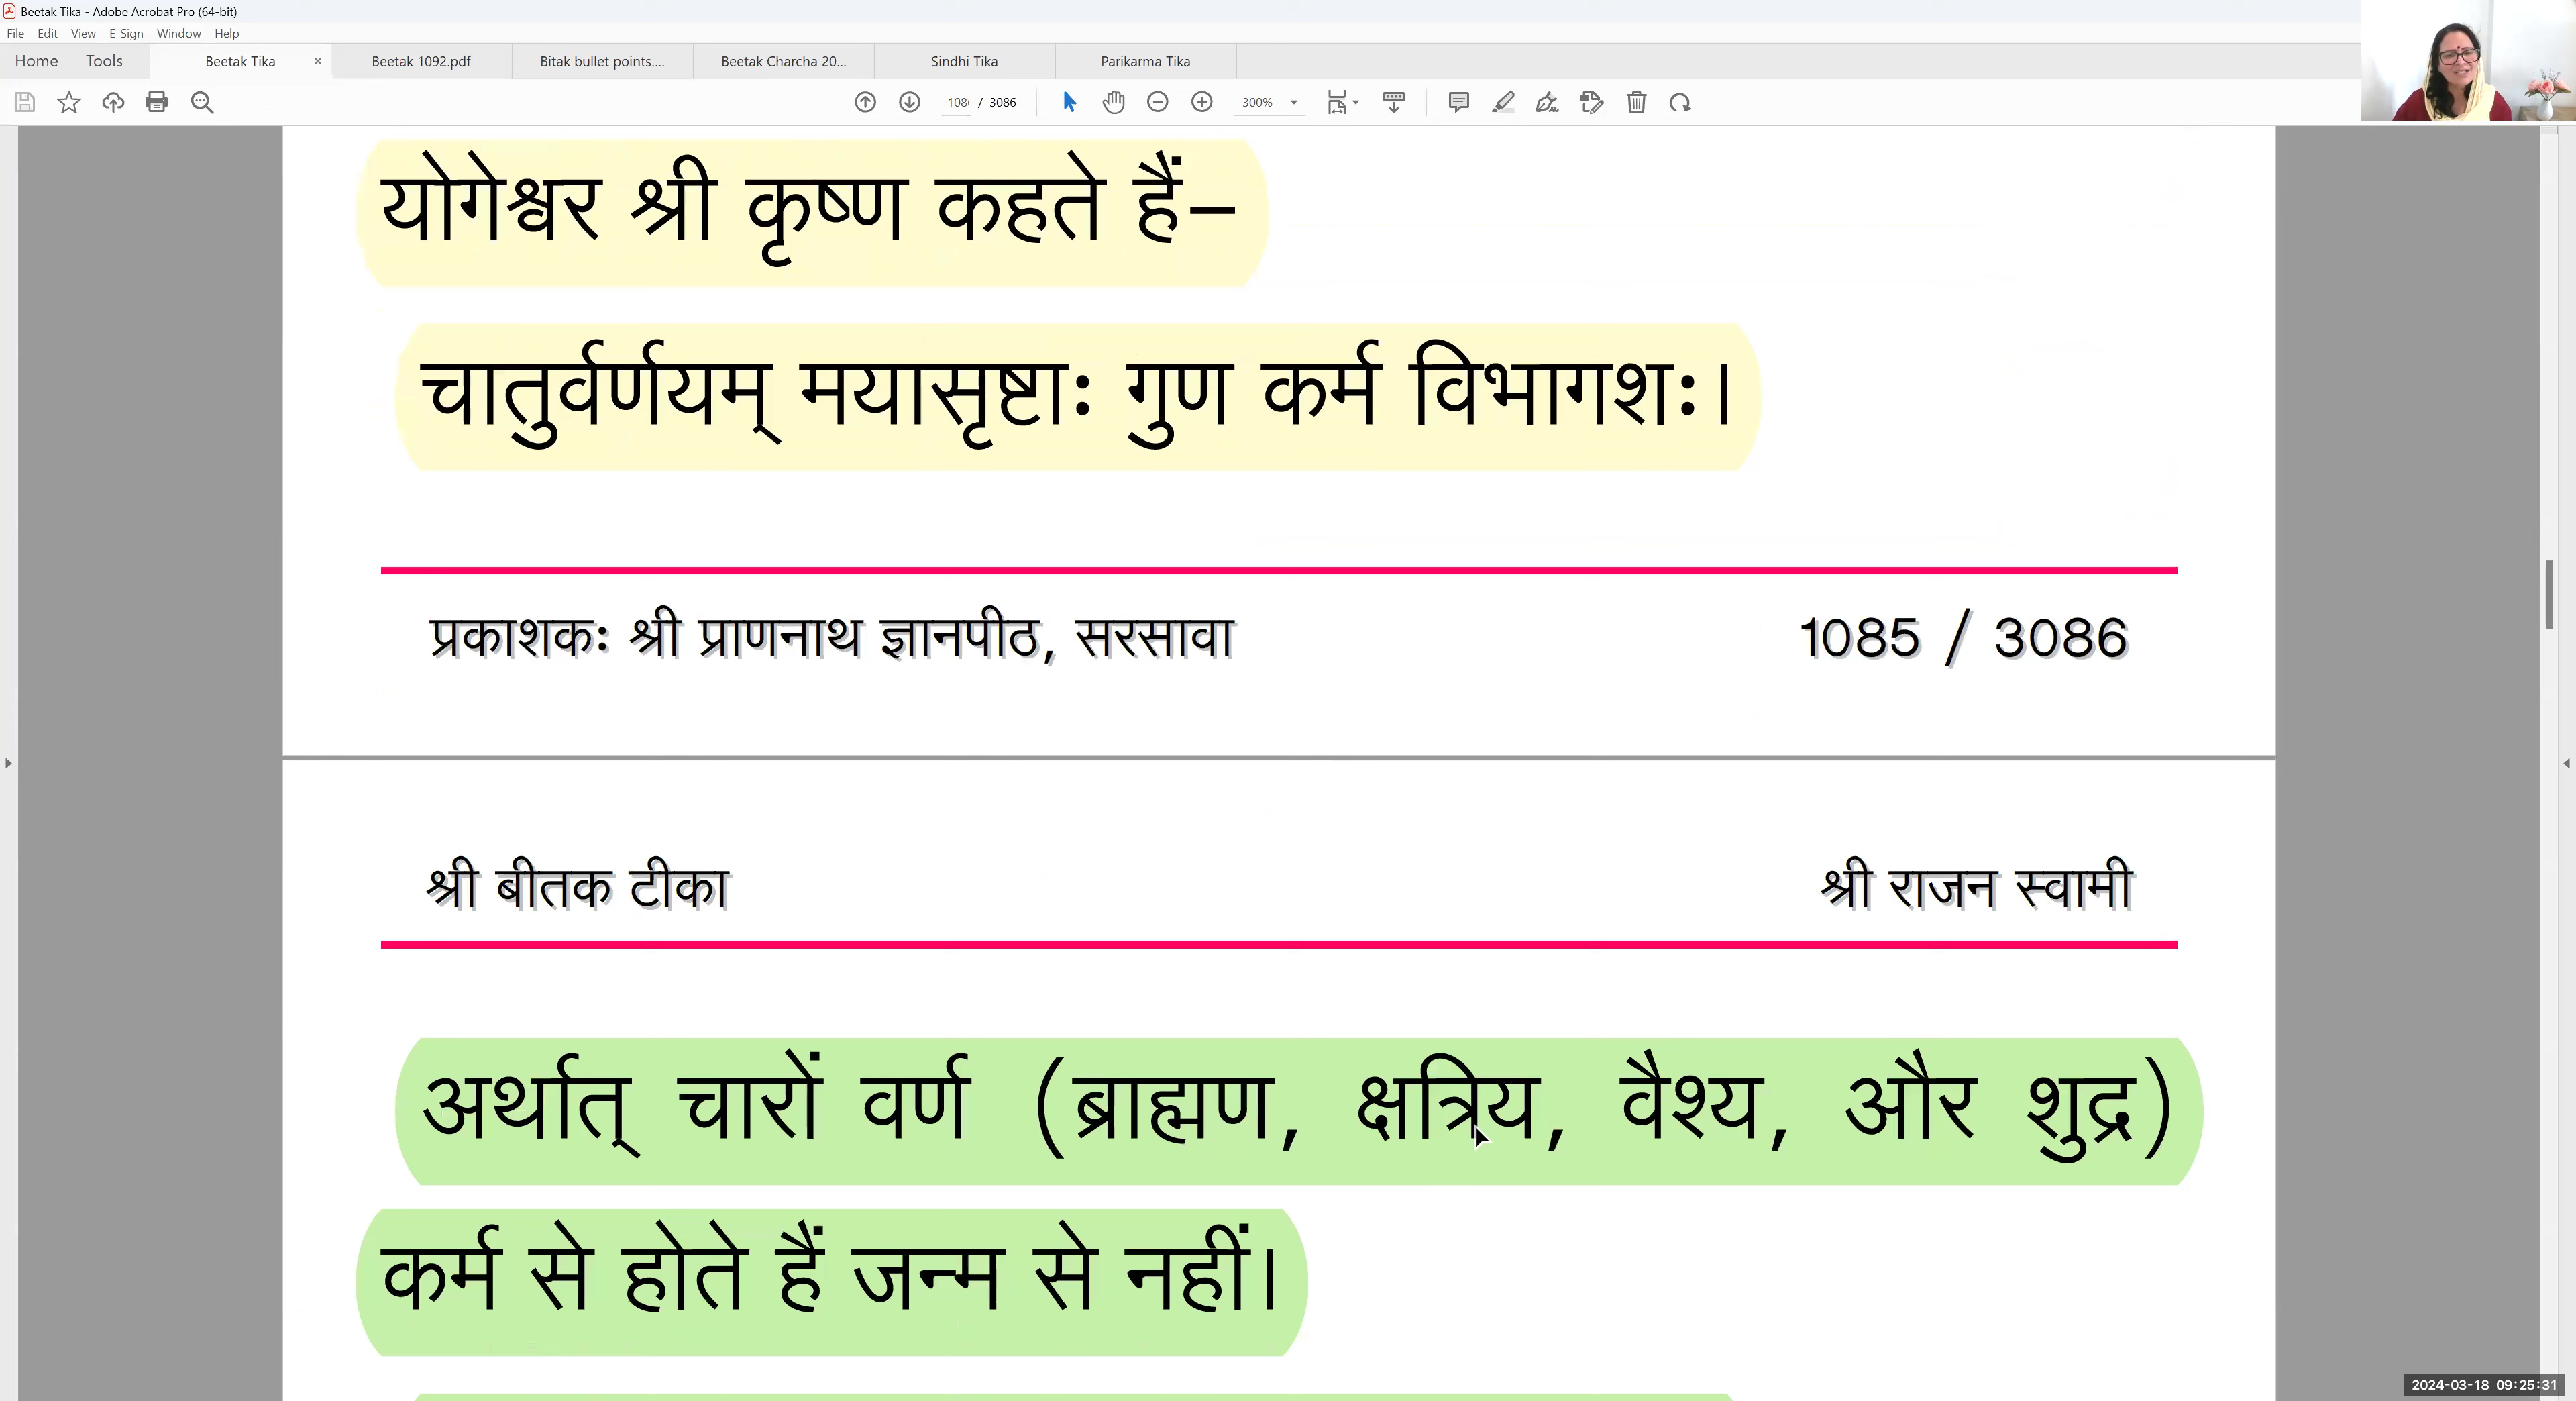 Beetak Tika - Adobe Acrobat Pro (64-bit)
File Edit View E-Sign Window Help
Home Tools Beetak Tika × Beetak 1092.pdf Bitak bullet points.... Beetak Charcha 20... Sindhi Tika Parikarma Tika
/ 3086 300%
योगेश्वर श्री कृष्ण कहते हैं–
चातुर्वर्णयम् मयासृष्टाः गुण कर्म विभागशः।
प्रकाशकः श्री प्राणनाथ ज्ञानपीठ, सरसावा 1085 / 3086
श्री बीतक टीका श्री राजन स्वामी
अर्थात् चारों वर्ण (ब्राह्मण, क्षत्रिय, वैश्य, और शुद्र)
कर्म से होते हैं जन्म से नहीं।
2024-03-18 09:25:31